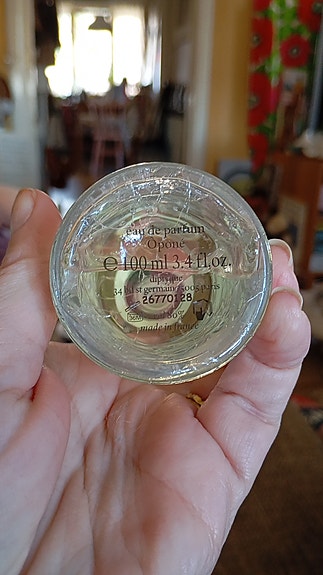 eau de parfum
Opône
℮ 100 ml 3.4 fl.oz.
diptyque
34 bd st germain 75005 paris
26770128
made in france